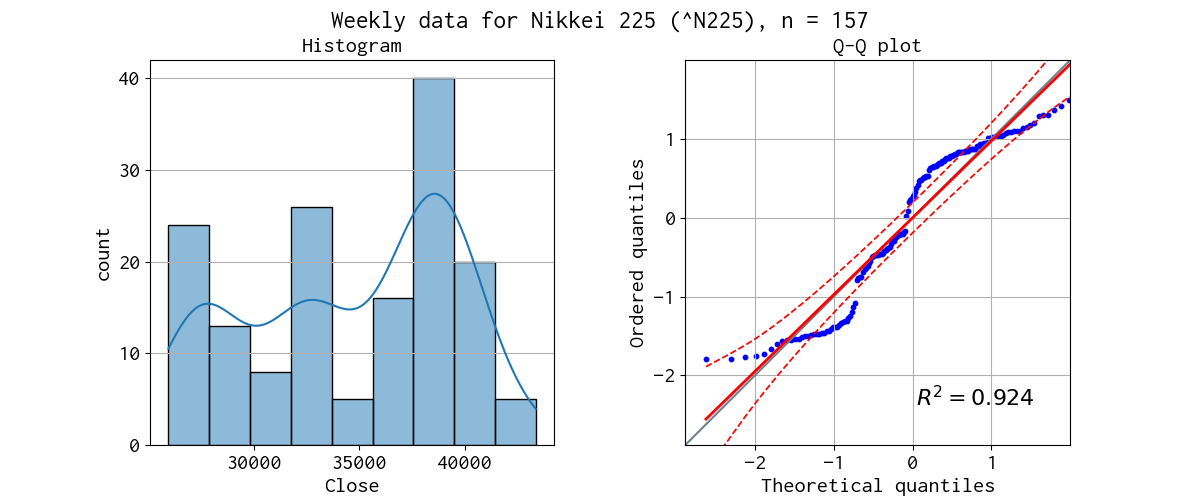 Weekly data for Nikkei 225 (^N225), n = 157
Histogram
count
40
30
20
10
0
30000 35000 40000
Close
Q-Q plot
Ordered quantiles
1
0
−1
−2
R² = 0.924
−2 −1 0 1
Theoretical quantiles